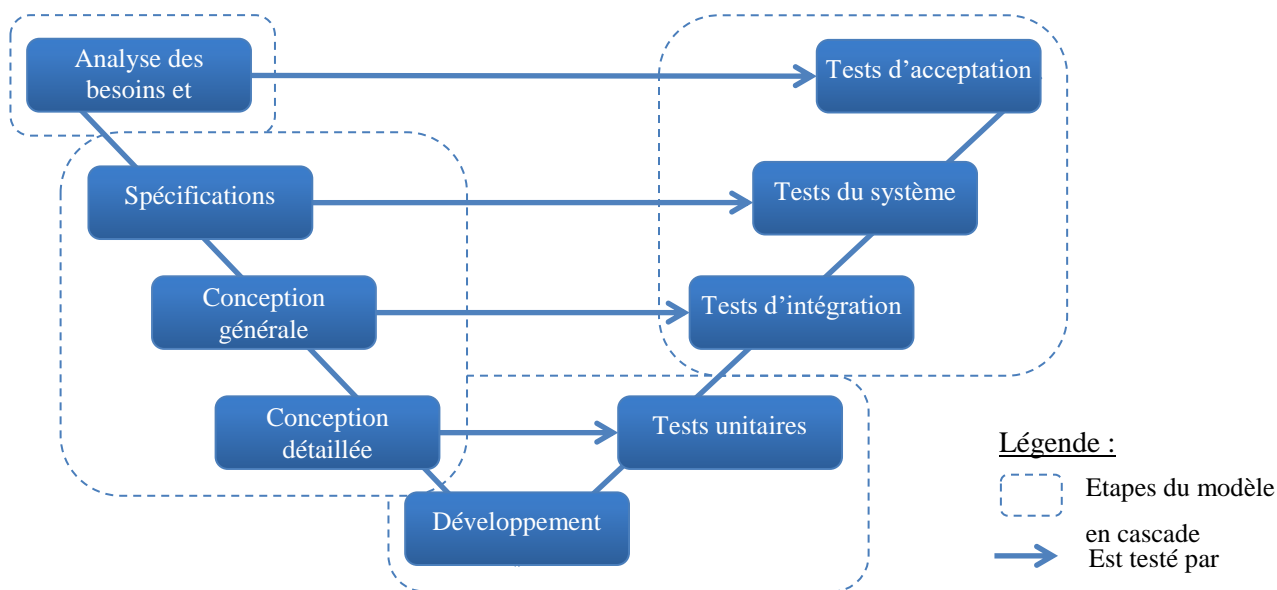 Analyse des
besoins et
Tests d'acceptation
Spécifications
Tests du système
Conception
générale
Tests d'intégration
Conception
détaillée
Tests unitaires
Développement
Légende :
Etapes du modèle
en cascade
Est testé par